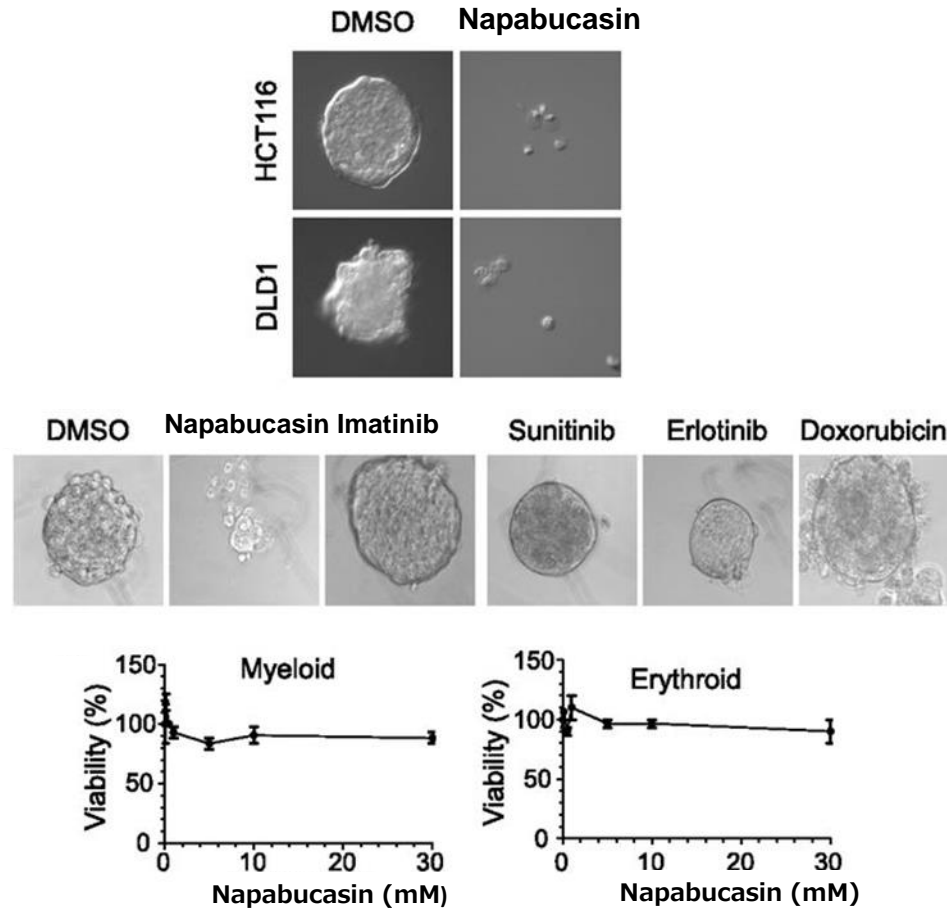 DMSO Napabucasin
HCT116
DLD1
DMSO Napabucasin Imatinib Sunitinib Erlotinib Doxorubicin
Myeloid
Viability (%)
150
100
50
0
0 10 20 30
Napabucasin (mM)
Erythroid
Viability (%)
150
100
50
0
0 10 20 30
Napabucasin (mM)